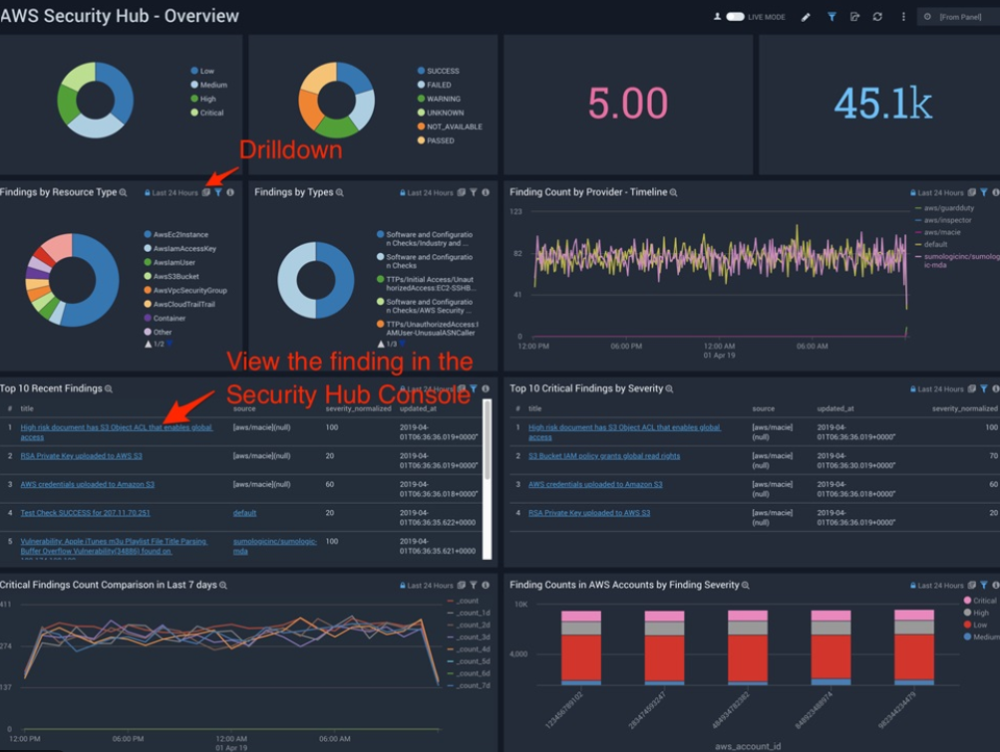 AWS Security Hub - Overview
LIVE MODE
[From Panel]
Low
Medium
High
Critical
SUCCESS
FAILED
WARNING
UNKNOWN
NOT_AVAILABLE
PASSED
5.00
45.1k
Drilldown
Findings by Resource Type
Last 24 Hours
AwsEc2Instance
AwsIamAccessKey
AwsIamUser
AwsS3Bucket
AwsVpcSecurityGroup
AwsCloudTrailTrail
Container
Other
1/2
Findings by Types
Last 24 Hours
Software and Configuratio
n Checks/Industry and ...
Software and Configuratio
n Checks
TTPs/Initial Access/Unaut
horizedAccess:EC2-SSHB...
Software and Configuratio
n Checks/AWS Security ...
TTPs/UnauthorizedAccess:I
AMUser-UnusualASNCaller
1/3
Finding Count by Provider - Timeline
Last 24 Hours
123
82
41
0
12:00 PM
06:00 PM
12:00 AM
01 Apr 19
06:00 AM
aws/guardduty
aws/inspector
aws/macie
default
sumologicinc/sumolog
ic-mda
View the finding in the
Security Hub Console
Top 10 Recent Findings
Last 24 Hours
# title source severity_normalized updated_at
1 High risk document has S3 Object ACL that enables global
access
[aws/macie](null) 100 2019-04-
01T06:36:36.019+0000"
2 RSA Private Key uploaded to AWS S3 [aws/macie](null) 20 2019-04-
01T06:36:36.019+0000"
3 AWS credentials uploaded to Amazon S3 [aws/macie](null) 60 2019-04-
01T06:36:36.018+0000"
4 Test Check SUCCESS for 207.11.70.251 default 20 2019-04-
01T06:36:35.622+0000
5 Vulnerability: Apple iTunes m3u Playlist File Title Parsing
Buffer Overflow Vulnerability(34886) found on
sumologicinc/sumologic-
mda
100 2019-04-
01T06:36:35.621+0000
Top 10 Critical Findings by Severity
Last 24 Hours
# title source updated_at severity_normalized
1 High risk document has S3 Object ACL that enables global
access
[aws/macie]
(null)
2019-04-
01T06:36:36.019+0000"
100
2 S3 Bucket IAM policy grants global read rights [aws/macie]
(null)
2019-04-
01T06:36:30.019+0000"
70
3 AWS credentials uploaded to Amazon S3 [aws/macie]
(null)
2019-04-
01T06:36:36.018+0000"
60
4 RSA Private Key uploaded to AWS S3 [aws/macie]
(null)
2019-04-
01T06:36:36.019+0000"
20
Critical Findings Count Comparison in Last 7 days
Last 24 Hours
411
274
137
0
12:00 PM
06:00 PM
12:00 AM
01 Apr 19
06:00 AM
_count
_count_1d
_count_2d
_count_3d
_count_4d
_count_5d
_count_6d
_count_7d
Finding Counts in AWS Accounts by Finding Severity
Last 24 Hours
10K
4,000
Critical
High
Low
Medium
123456789102
283474593247
484934782382
848923488974
982344234479
aws_account_id